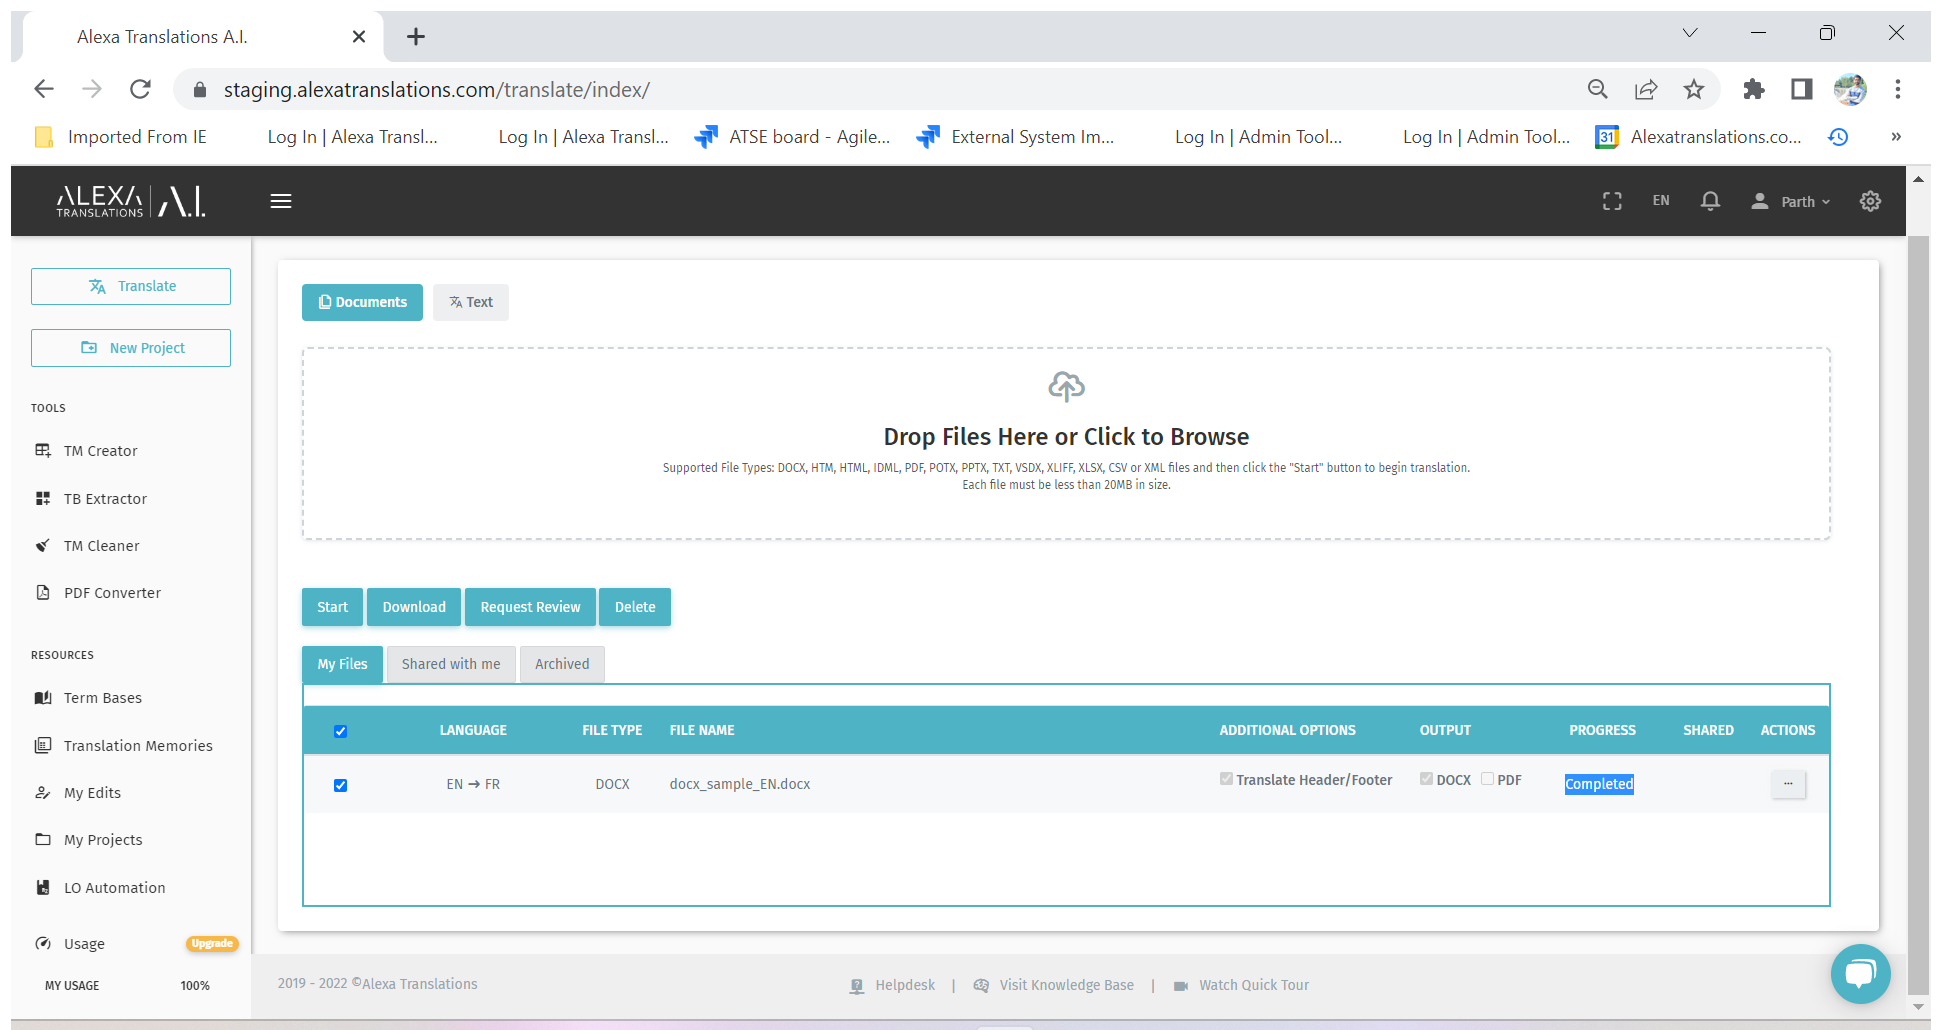 Alexa Translations A.I.
staging.alexatranslations.com/translate/index/
Imported From IE
Log In | Alexa Transl...
Log In | Alexa Transl...
ATSE board - Agile...
External System Im...
Log In | Admin Tool...
Log In | Admin Tool...
31
Alexatranslations.co...
»
ALEXA TRANSLATIONS | A.I.
EN
Parth
Translate
New Project
TOOLS
TM Creator
TB Extractor
TM Cleaner
PDF Converter
RESOURCES
Term Bases
Translation Memories
My Edits
My Projects
LO Automation
Usage
Upgrade
MY USAGE 100%
Documents
Text
Drop Files Here or Click to Browse
Supported File Types: DOCX, HTM, HTML, IDML, PDF, POTX, PPTX, TXT, VSDX, XLIFF, XLSX, CSV or XML files and then click the "Start" button to begin translation.
Each file must be less than 20MB in size.
Start
Download
Request Review
Delete
My Files
Shared with me
Archived
LANGUAGE FILE TYPE FILE NAME ADDITIONAL OPTIONS OUTPUT PROGRESS SHARED ACTIONS
EN → FR DOCX docx_sample_EN.docx Translate Header/Footer DOCX PDF Completed ...
2019 - 2022 ©Alexa Translations
Helpdesk | Visit Knowledge Base | Watch Quick Tour